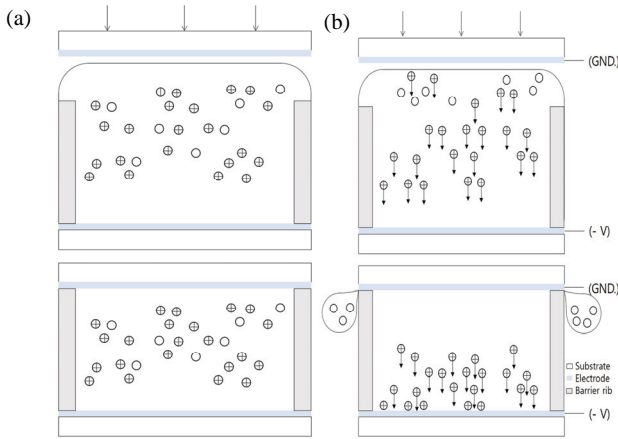 (a)
(b)
(GND.)
(- V)
(GND.)
Substrate
Electrode
Barrier rib
(- V)